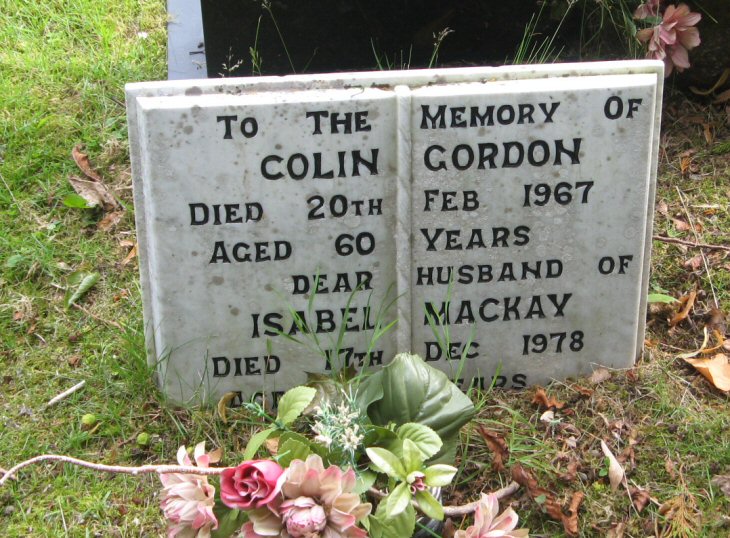 To The Memory Of
COLIN GORDON
DIED 20TH FEB 1967
AGED 60 YEARS
DEAR HUSBAND OF
ISABEL MACKAY
DIED 17TH DEC 1978